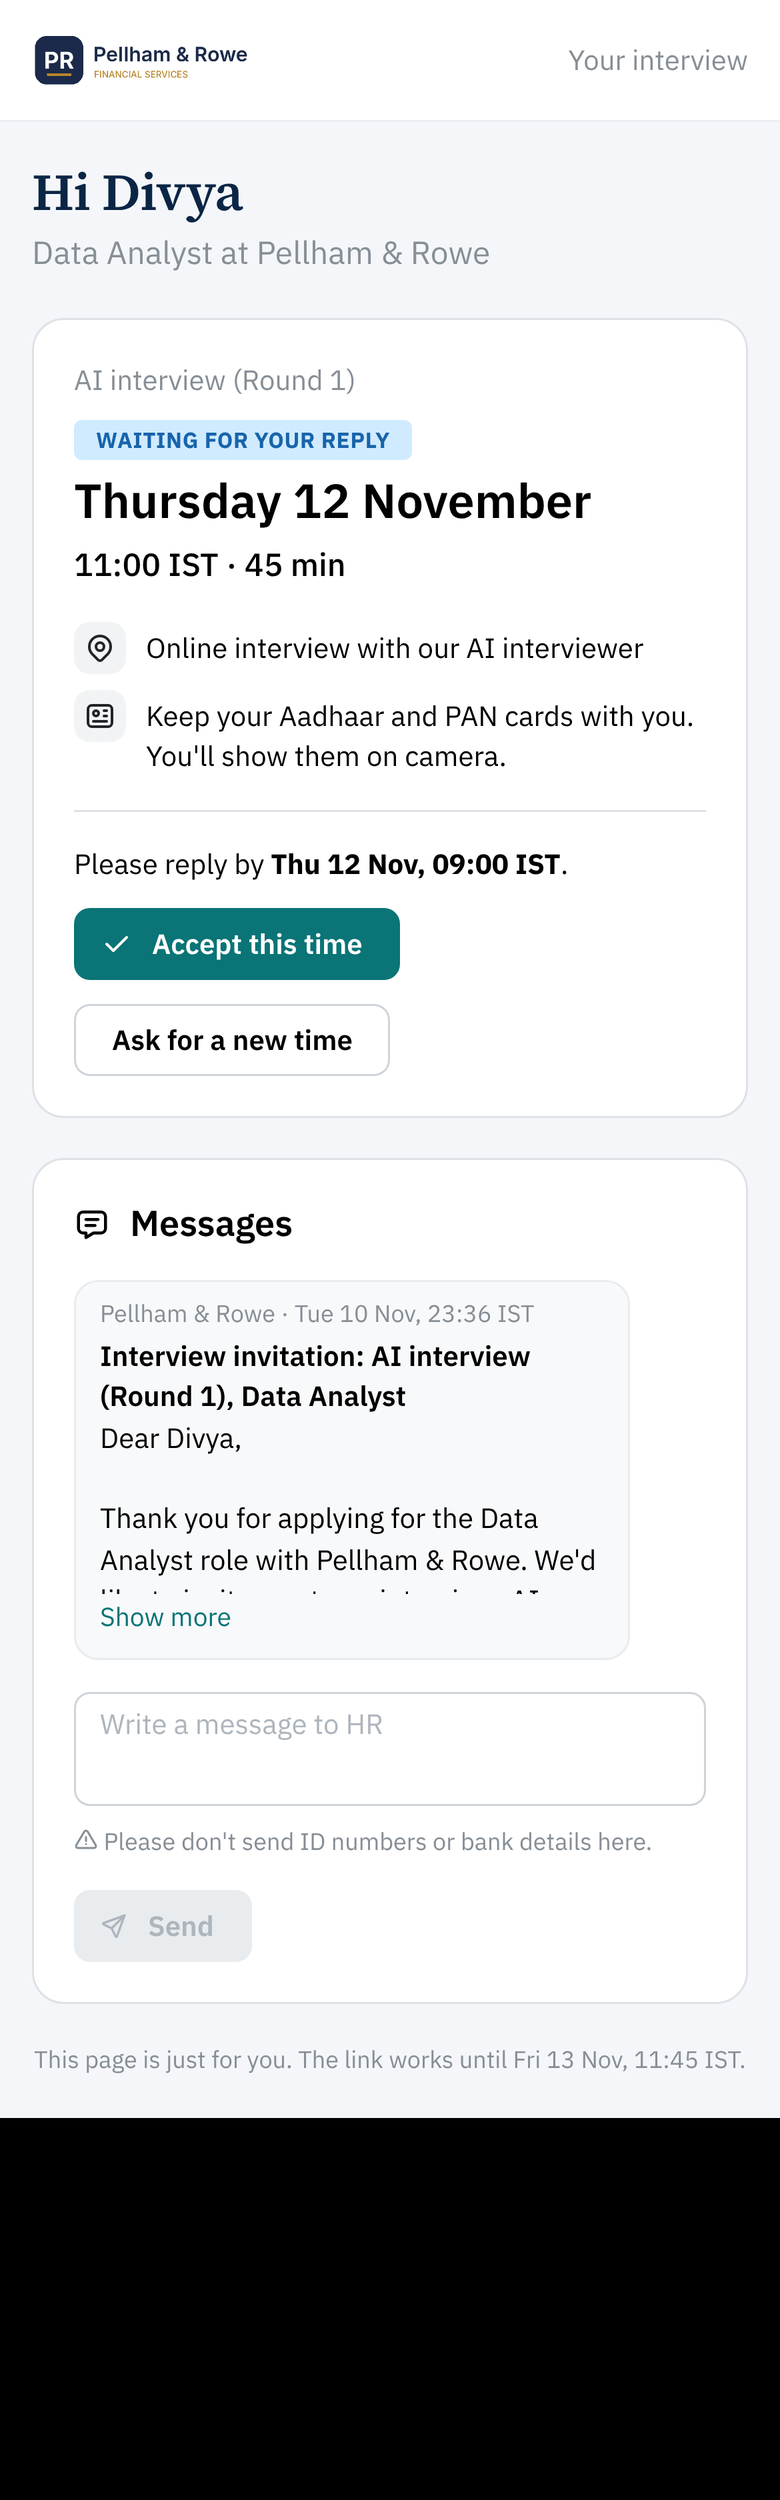 PR
Pellham & Rowe
FINANCIAL SERVICES
Your interview
Hi Divya
Data Analyst at Pellham & Rowe
AI interview (Round 1)
WAITING FOR YOUR REPLY
Thursday 12 November
11:00 IST · 45 min
Online interview with our AI interviewer
Keep your Aadhaar and PAN cards with you.
You'll show them on camera.
Please reply by Thu 12 Nov, 09:00 IST.
Accept this time
Ask for a new time
Messages
Pellham & Rowe · Tue 10 Nov, 23:36 IST
Interview invitation: AI interview
(Round 1), Data Analyst
Dear Divya,
Thank you for applying for the Data
Analyst role with Pellham & Rowe. We'd
Show more
Write a message to HR
Please don't send ID numbers or bank details here.
Send
This page is just for you. The link works until Fri 13 Nov, 11:45 IST.